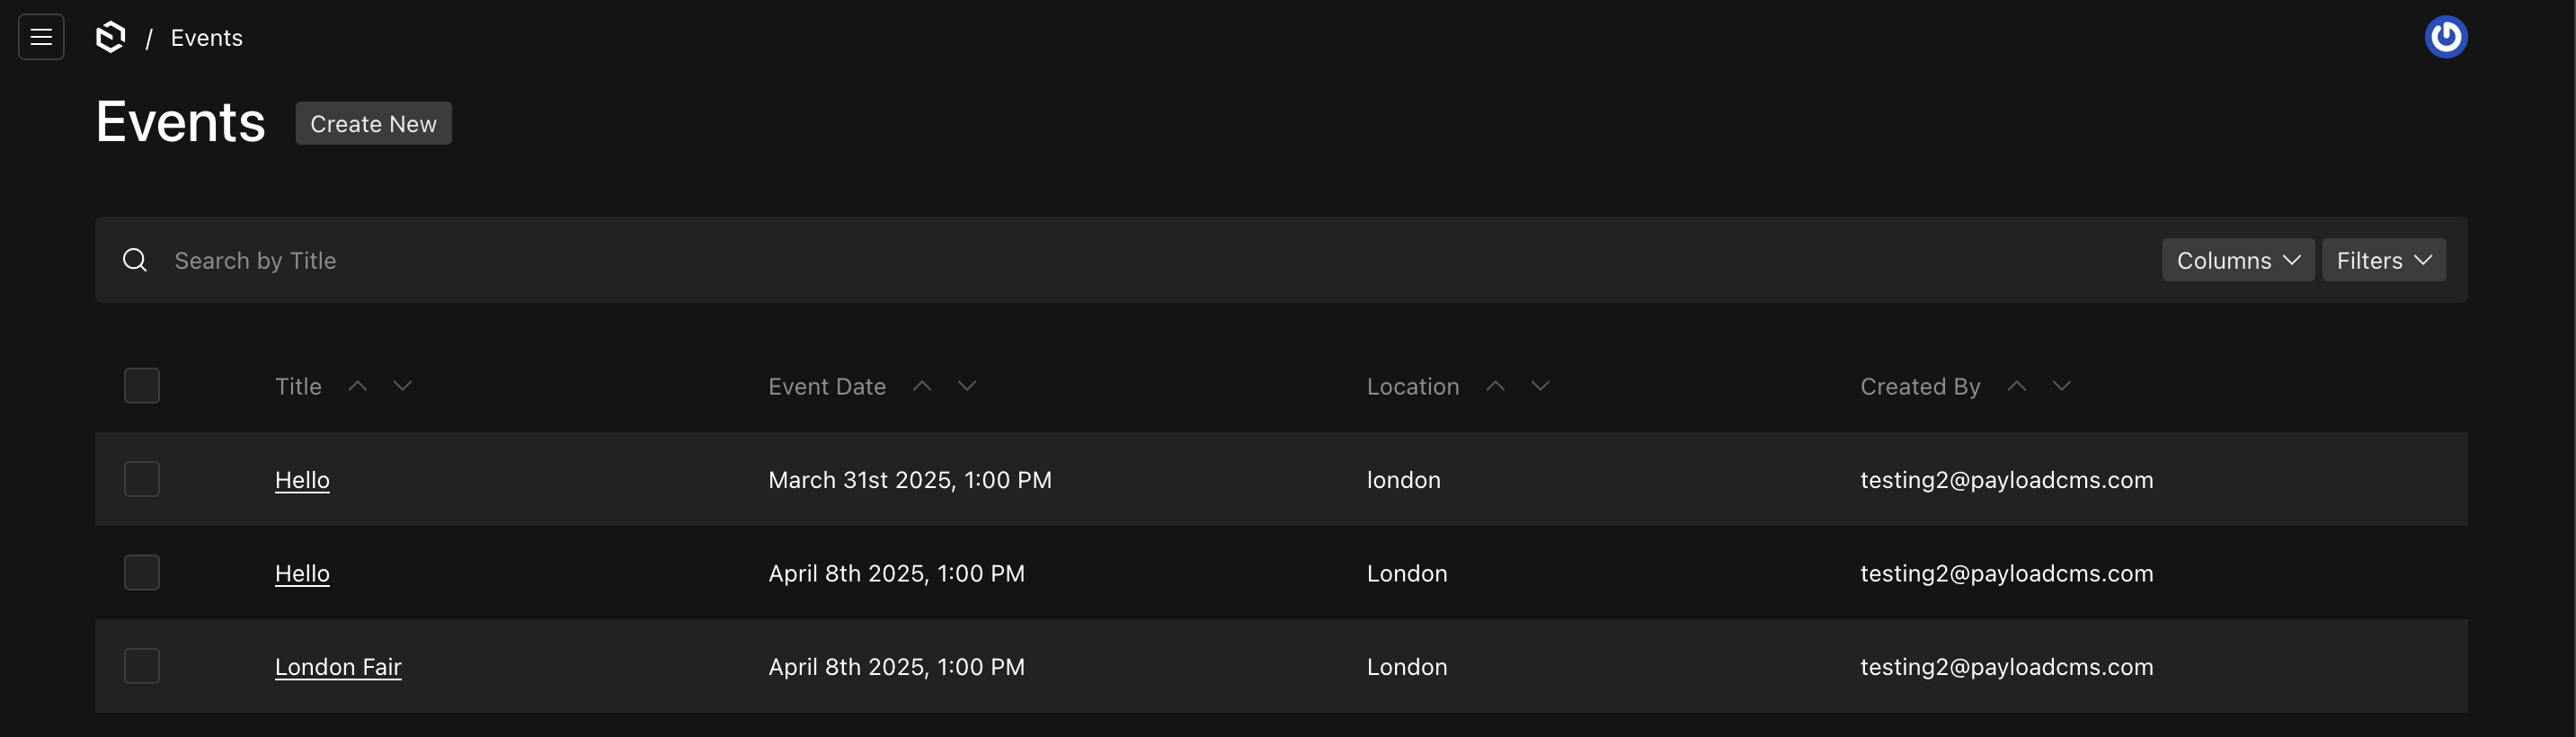 / Events
Events Create New
Search by Title Columns Filters
Title Event Date Location Created By
Hello March 31st 2025, 1:00 PM london testing2@payloadcms.com
Hello April 8th 2025, 1:00 PM London testing2@payloadcms.com
London Fair April 8th 2025, 1:00 PM London testing2@payloadcms.com